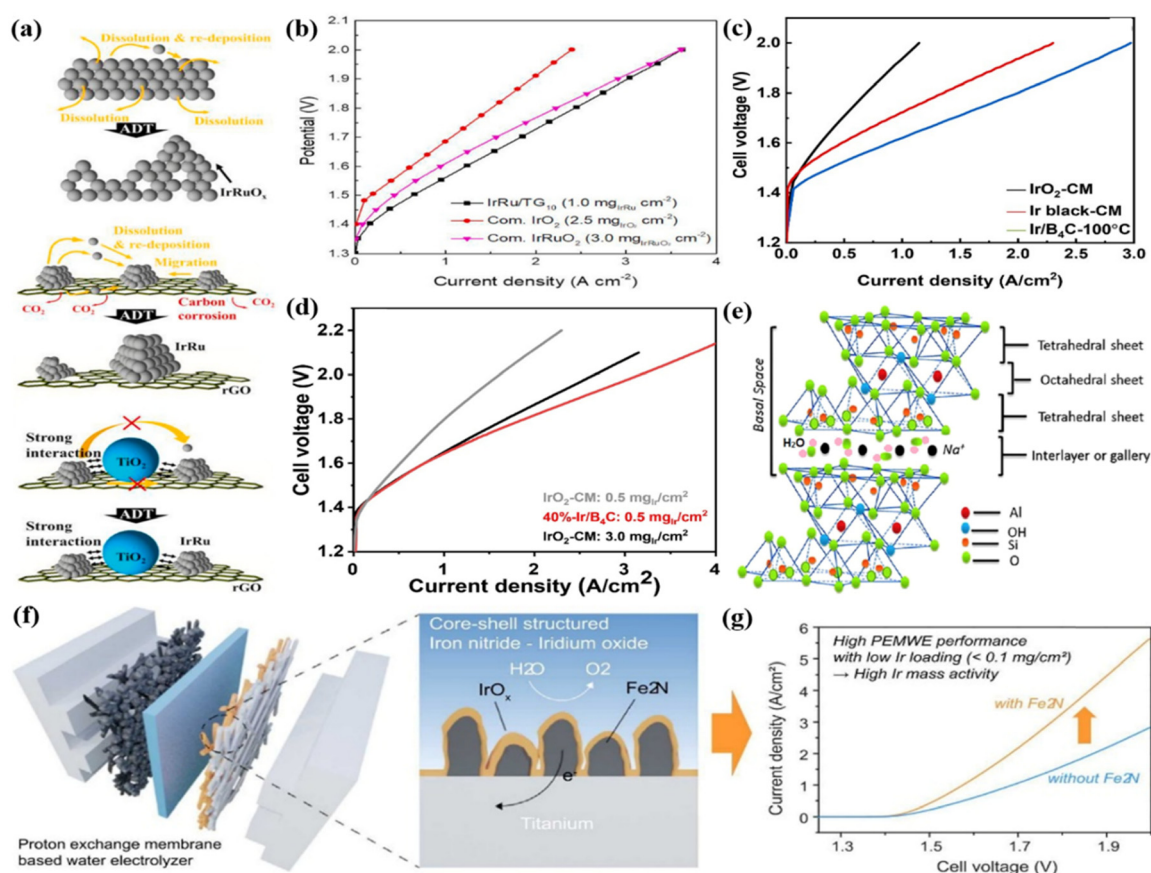 (a)
Dissolution & re-deposition
Dissolution
Dissolution
ADT
IrRuOx
Dissolution
& re-deposition
Migration
CO2
CO2
Carbon
corrosion
CO2
ADT
IrRu
rGO
Strong
interaction
TiO2
ADT
Strong
interaction
TiO2
IrRu
rGO
(b)
Potential (V)
2.0
1.9
1.8
1.7
1.6
1.5
1.4
1.3
0
1
2
3
4
IrRu/TG10 (1.0 mgIrRu cm-2)
Com. IrO2 (2.5 mgIrO2 cm-2)
Com. IrRuO2 (3.0 mgIrRuO2 cm-2)
Current density (A cm-2)
(c)
Cell voltage (V)
2.0
1.8
1.6
1.4
1.2
0.0
0.5
1.0
1.5
2.0
2.5
3.0
IrO2-CM
Ir black-CM
Ir/B4C-100°C
Current density (A/cm2)
(d)
Cell voltage (V)
2.2
2.0
1.8
1.6
1.4
1.2
0
1
2
3
4
IrO2-CM: 0.5 mgIr/cm2
40%-Ir/B4C: 0.5 mgIr/cm2
IrO2-CM: 3.0 mgIr/cm2
Current density (A/cm2)
(e)
Basal Space
Tetrahedral sheet
Octahedral sheet
Tetrahedral sheet
H2O
Na+
Interlayer or gallery
Al
OH
Si
O
(f)
Proton exchange membrane
based water electrolyzer
Core-shell structured
Iron nitride - Iridium oxide
H2O
O2
IrOx
Fe2N
e-
Titanium
(g)
Current density (A/cm²)
6
5
4
3
2
1
0
High PEMWE performance
with low Ir loading (< 0.1 mg/cm²)
→ High Ir mass activity
with Fe2N
without Fe2N
1.3
1.5
1.7
1.9
Cell voltage (V)